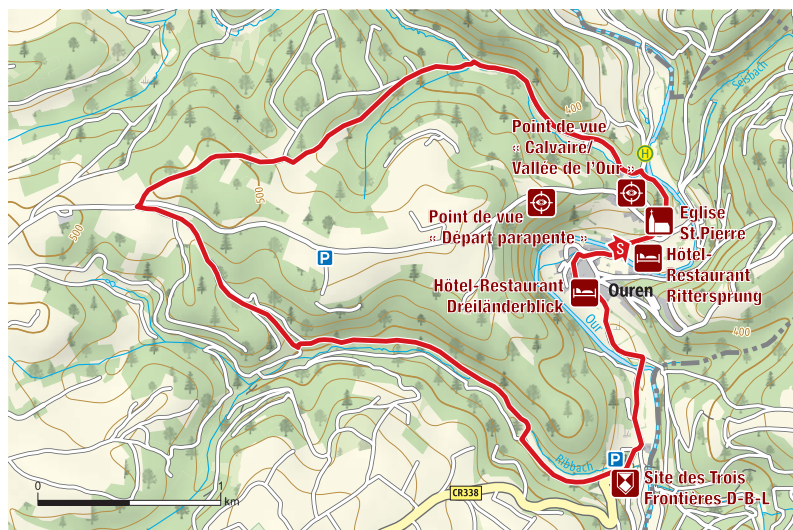 Selsbach
400
Point de vue
« Calvaire/
Vallée de l'Our »
H
500
500
Point de vue
« Départ parapente »
Eglise
St.Pierre
S
P
Hôtel-
Restaurant
Rittersprung
Hôtel-Restaurant
Dreiländerblick
Ouren
Our
400
Ribbach
P
Site des Trois
Frontières D-B-L
CR338
0
1
km